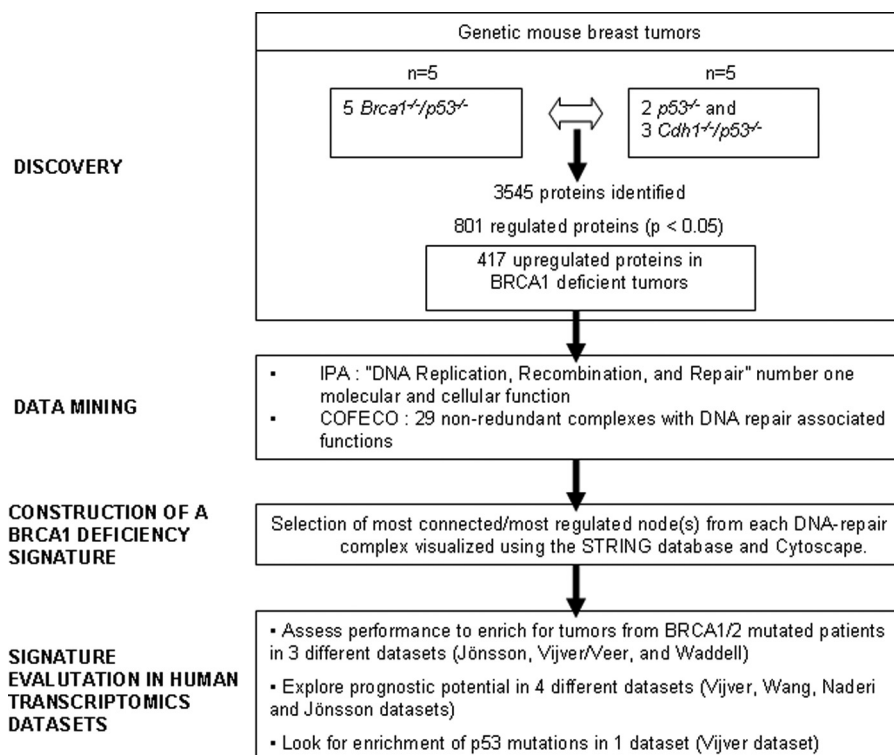 Genetic mouse breast tumors
n=5
n=5
5 Brca1-/-/p53-/-
2 p53-/- and
3 Cdh1-/-/p53-/-
DISCOVERY
3545 proteins identified
801 regulated proteins (p < 0.05)
417 upregulated proteins in
BRCA1 deficient tumors
DATA MINING
▪ IPA : "DNA Replication, Recombination, and Repair" number one
molecular and cellular function
▪ COFECO : 29 non-redundant complexes with DNA repair associated
functions
CONSTRUCTION OF A
BRCA1 DEFICIENCY
SIGNATURE
Selection of most connected/most regulated node(s) from each DNA-repair
complex visualized using the STRING database and Cytoscape.
SIGNATURE
EVALUTATION IN HUMAN
TRANSCRIPTOMICS
DATASETS
▪ Assess performance to enrich for tumors from BRCA1/2 mutated patients
in 3 different datasets (Jönsson, Vijver/Veer, and Waddell)
▪ Explore prognostic potential in 4 different datasets (Vijver, Wang, Naderi
and Jönsson datasets)
▪ Look for enrichment of p53 mutations in 1 dataset (Vijver dataset)